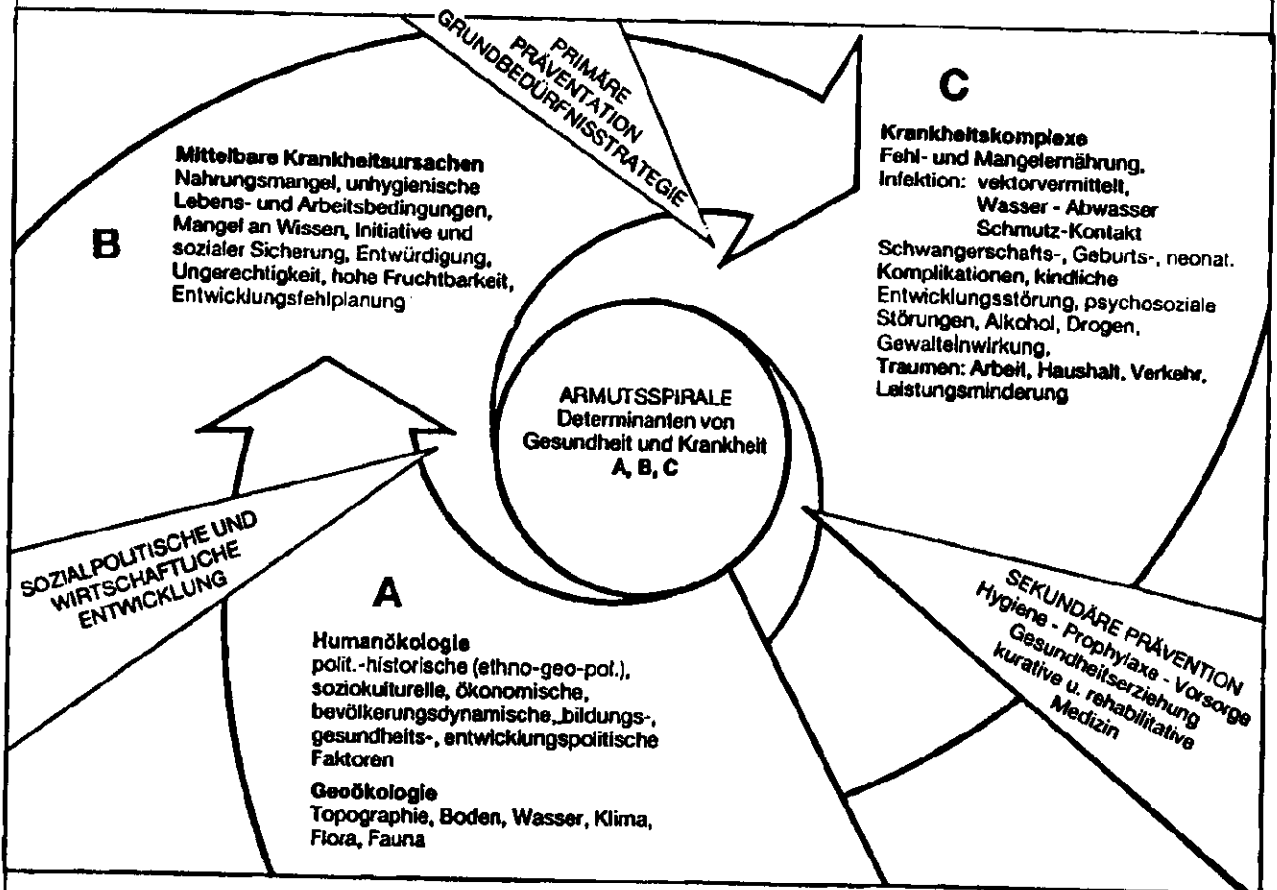 PRIMÄRE
PRÄVENTATION
GRUNDBEDÜRFNISSTRATEGIE
B
Mittelbare Krankheitsursachen
Nahrungsmangel, unhygienische
Lebens- und Arbeitsbedingungen,
Mangel an Wissen, Initiative und
sozialer Sicherung, Entwürdigung,
Ungerechtigkeit, hohe Fruchtbarkeit,
Entwicklungsfehlplanung
C
Krankheitskomplexe
Fehl- und Mangelernährung,
Infektion: vektorvermittelt,
Wasser - Abwasser
Schmutz-Kontakt
Schwangerschafts-, Geburts-, neonat.
Komplikationen, kindliche
Entwicklungsstörung, psychosoziale
Störungen, Alkohol, Drogen,
Gewalteinwirkung,
Traumen: Arbeit, Haushalt, Verkehr,
Leistungsminderung
ARMUTSSPIRALE
Determinanten von
Gesundheit und Krankheit
A, B, C
SOZIALPOLITISCHE UND
WIRTSCHAFTLICHE
ENTWICKLUNG
A
Humanökologie
polit.-historische (ethno-geo-pol.),
soziokulturelle, ökonomische,
bevölkerungsdynamische, bildungs-,
gesundheits-, entwicklungspolitische
Faktoren
Geoökologie
Topographie, Boden, Wasser, Klima,
Flora, Fauna
SEKUNDÄRE PRÄVENTION
Hygiene - Prophylaxe - Vorsorge
Gesundheitserziehung
kurative u. rehabilitative
Medizin